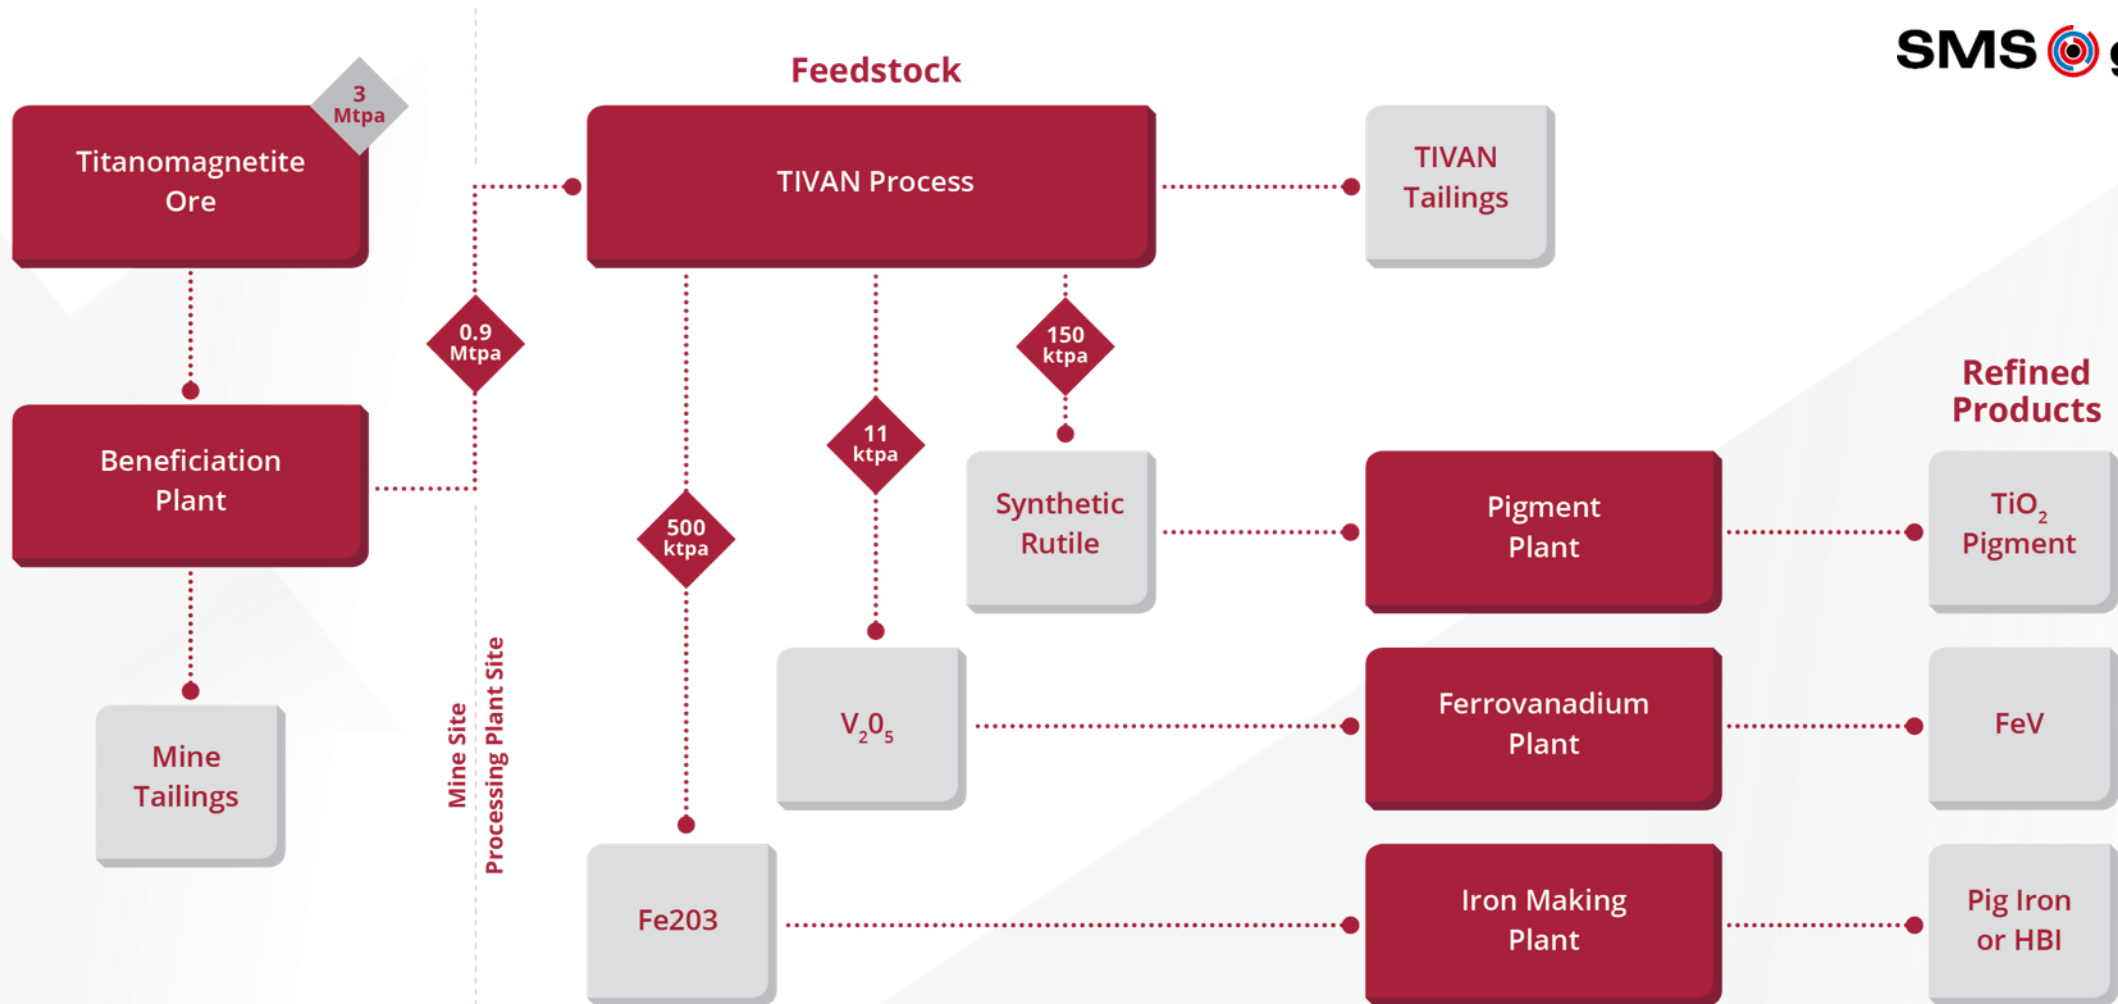 SMS
Feedstock
3
Mtpa
Titanomagnetite
Ore
TIVAN Process
TIVAN
Tailings
0.9
Mtpa
150
ktpa
11
ktpa
500
ktpa
Refined
Products
Beneficiation
Plant
Synthetic
Rutile
Pigment
Plant
TiO₂
Pigment
Mine Site
Processing Plant Site
Mine
Tailings
V₂0₅
Ferrovanadium
Plant
FeV
Fe203
Iron Making
Plant
Pig Iron
or HBI